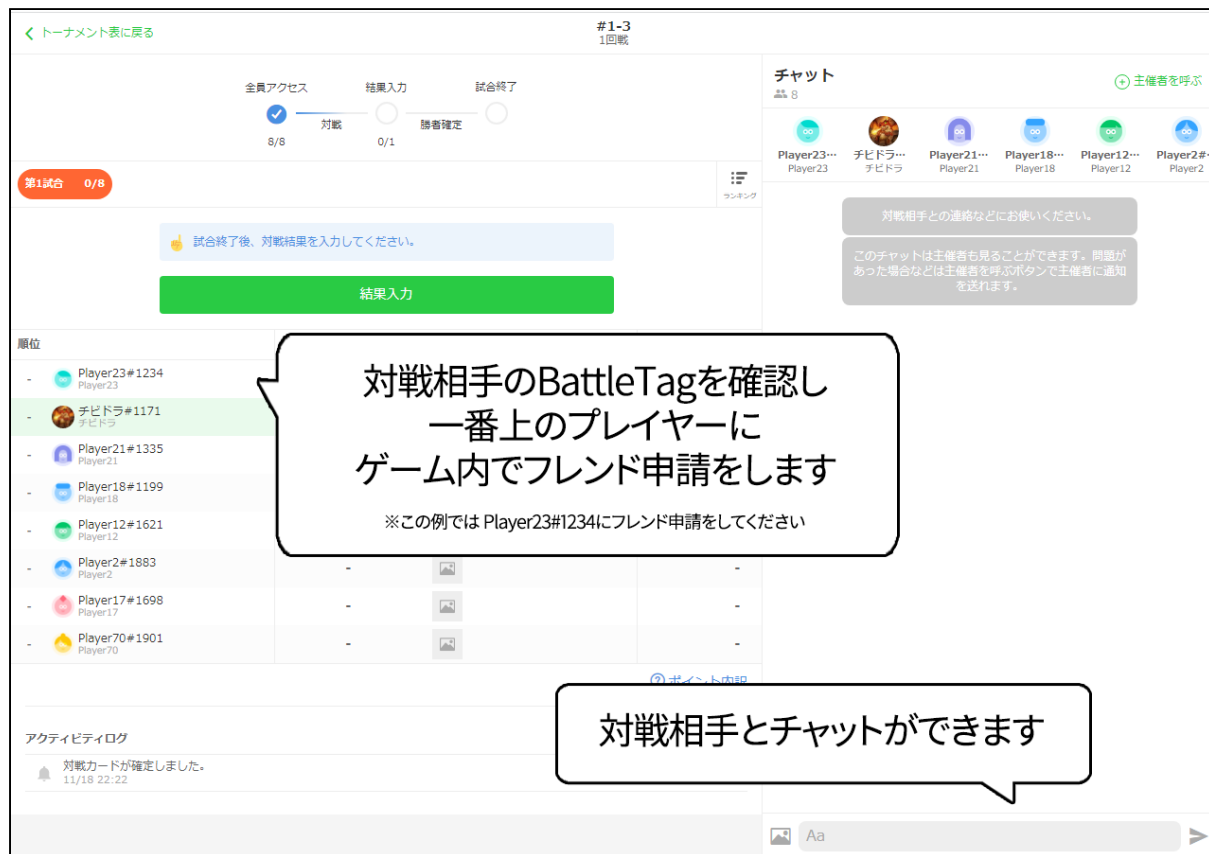 トーナメント表に戻る
#1-3
1回戦
全員アクセス
結果入力
試合終了
対戦
勝者確定
8/8
0/1
第1試合 0/8
ランキング
試合終了後、対戦結果を入力してください。
結果入力
順位
- Player23#1234
Player23
- チビドラ#1171
チビドラ
- Player21#1335
Player21
- Player18#1199
Player18
- Player12#1621
Player12
- Player2#1883 - -
Player2
- Player17#1698 - -
Player17
- Player70#1901 - -
Player70
対戦相手のBattleTagを確認し
一番上のプレイヤーに
ゲーム内でフレンド申請をします
※この例では Player23#1234にフレンド申請をしてください
ポイント内訳
アクティビティログ
対戦カードが確定しました。
11/18 22:22
チャット
8
主催者を呼ぶ
Player23… チビドラ… Player21… Player18… Player12… Player2#…
Player23 チビドラ Player21 Player18 Player12 Player2
対戦相手との連絡などにお使いください。
このチャットは主催者も見ることができます。問題が
あった場合などは主催者を呼ぶボタンで主催者に通知
を送れます。
対戦相手とチャットができます
Aa